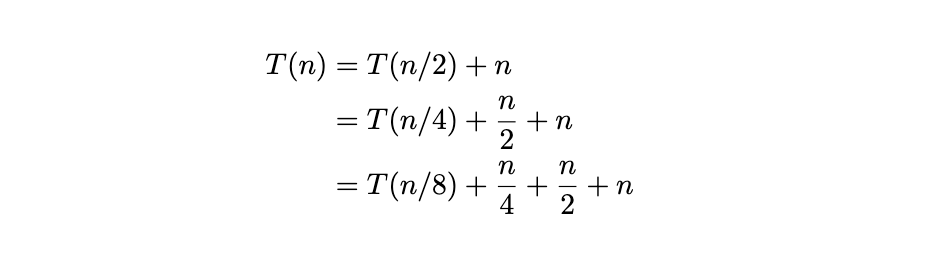 T(n) = T(n/2) + n
= T(n/4) + n/2 + n
= T(n/8) + n/4 + n/2 + n